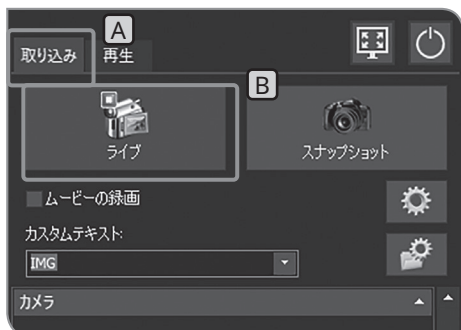 A
取り込み 再生
B
ライブ スナップショット
ムービーの録画
カスタムテキスト:
IMG
カメラ